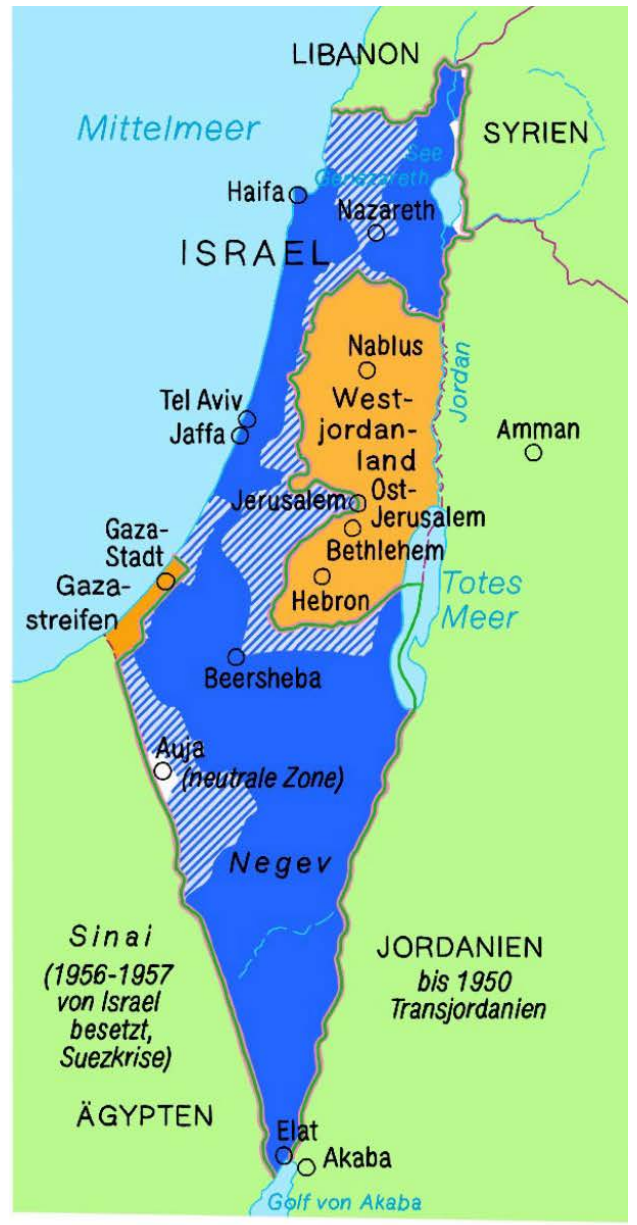 LIBANON
Mittelmeer
SYRIEN
See
Genezareth
Haifa
Nazareth
ISRAEL
Nablus
Jordan
Tel Aviv
Jaffa
West-
jordan-
land
Amman
Jerusalem
Ost-
Jerusalem
Gaza-
Stadt
Bethlehem
Gaza-
streifen
Hebron
Totes
Meer
Beersheba
Auja
(neutrale Zone)
Negev
Sinai
(1956-1957
von Israel
besetzt,
Suezkrise)
JORDANIEN
bis 1950
Transjordanien
ÄGYPTEN
Elat
Akaba
Golf von Akaba